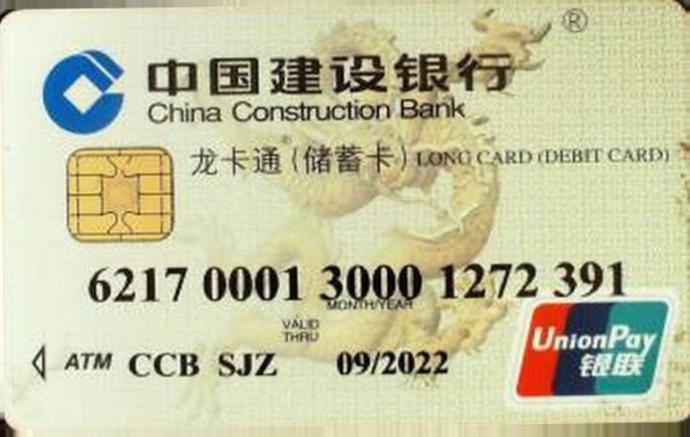 ®
中国建设银行
China Construction Bank
龙卡通(储蓄卡) LONG CARD (DEBIT CARD)
6217 0001 3000 1272 391
MONTH/YEAR
VALID
THRU
ATM CCB SJZ 09/2022
UnionPay
银联